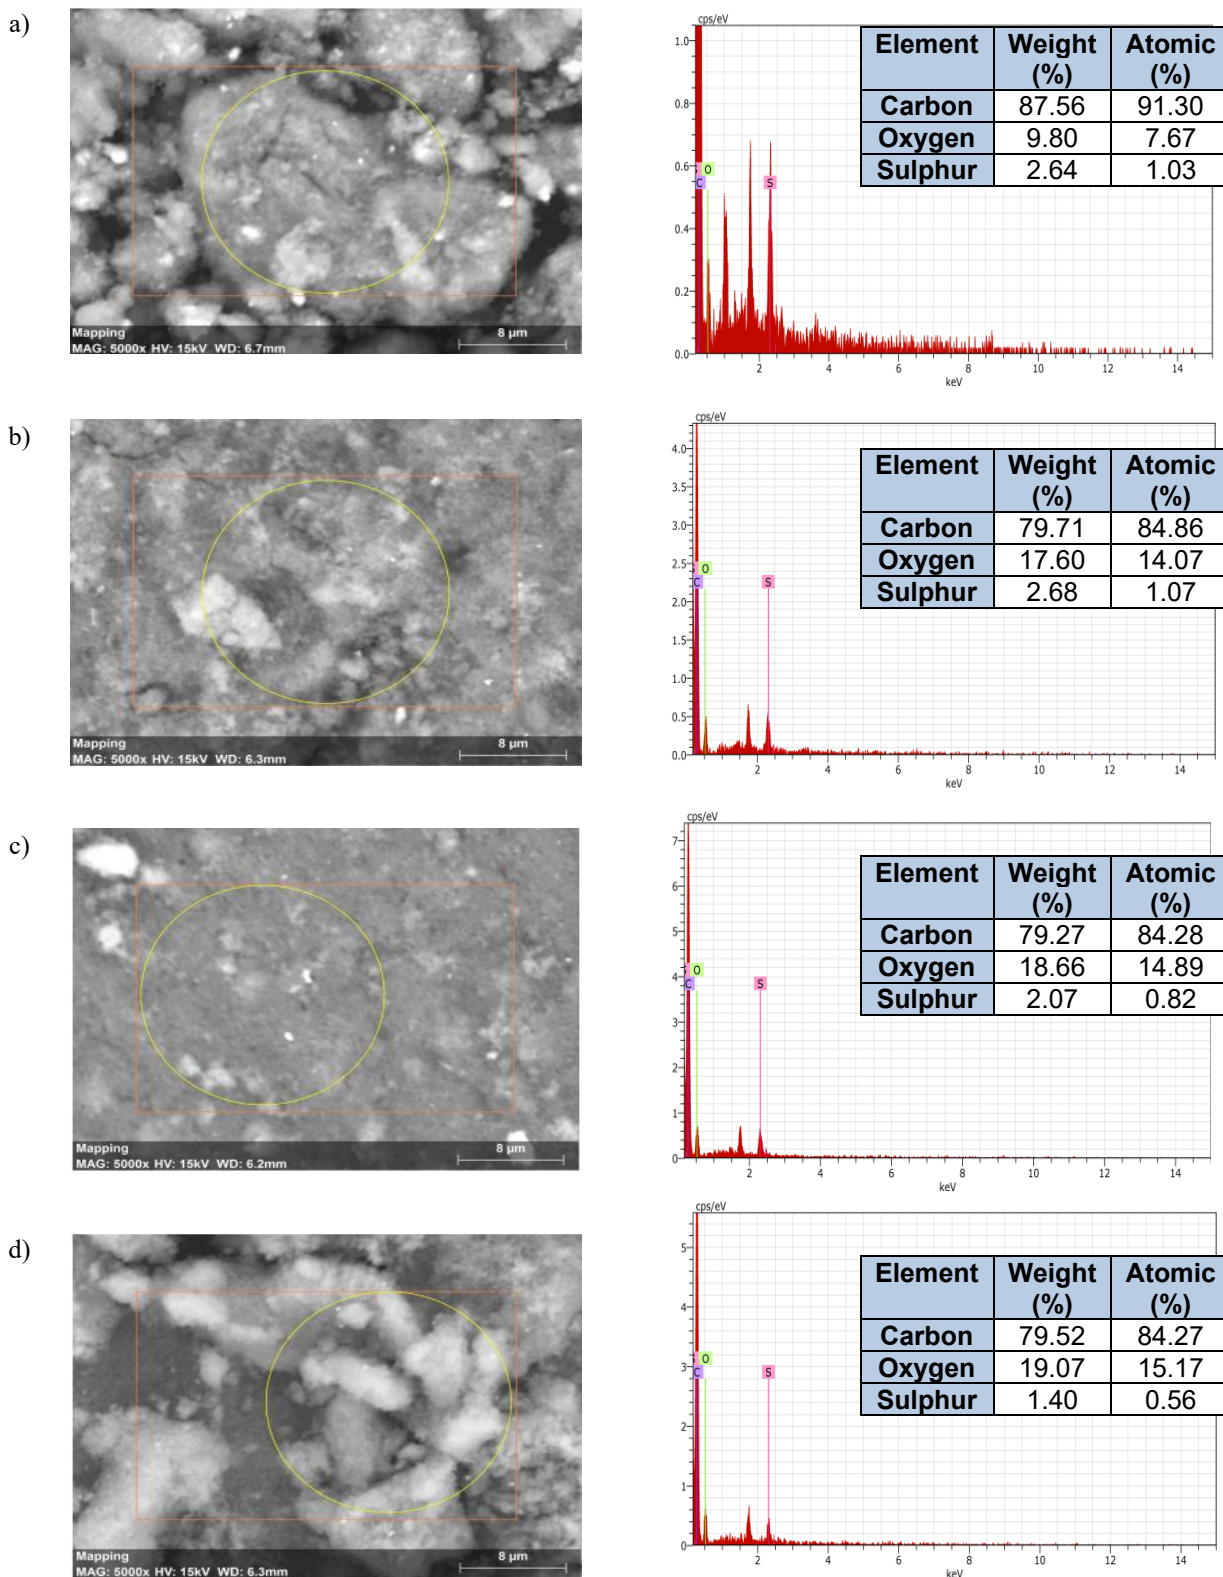 a)
Mapping
MAG: 5000x HV: 15kV WD: 6.7mm
8 µm
cps/eV
1.0
0.8
0.6
0.4
0.2
0.0
O
C
S
2 4 6 8 10 12 14
keV
Element Weight (%) Atomic (%)
Carbon 87.56 91.30
Oxygen 9.80 7.67
Sulphur 2.64 1.03
b)
Mapping
MAG: 5000x HV: 15kV WD: 6.3mm
8 µm
cps/eV
4.0
3.5
3.0
2.5
2.0
1.5
1.0
0.5
0.0
O
C
S
2 4 6 8 10 12 14
keV
Element Weight (%) Atomic (%)
Carbon 79.71 84.86
Oxygen 17.60 14.07
Sulphur 2.68 1.07
c)
Mapping
MAG: 5000x HV: 15kV WD: 6.2mm
8 µm
cps/eV
7
6
5
4
3
2
1
0
O
C
S
2 4 6 8 10 12 14
keV
Element Weight (%) Atomic (%)
Carbon 79.27 84.28
Oxygen 18.66 14.89
Sulphur 2.07 0.82
d)
Mapping
MAG: 5000x HV: 15kV WD: 6.3mm
8 µm
cps/eV
5
4
3
2
1
0
O
C
S
2 4 6 8 10 12 14
keV
Element Weight (%) Atomic (%)
Carbon 79.52 84.27
Oxygen 19.07 15.17
Sulphur 1.40 0.56